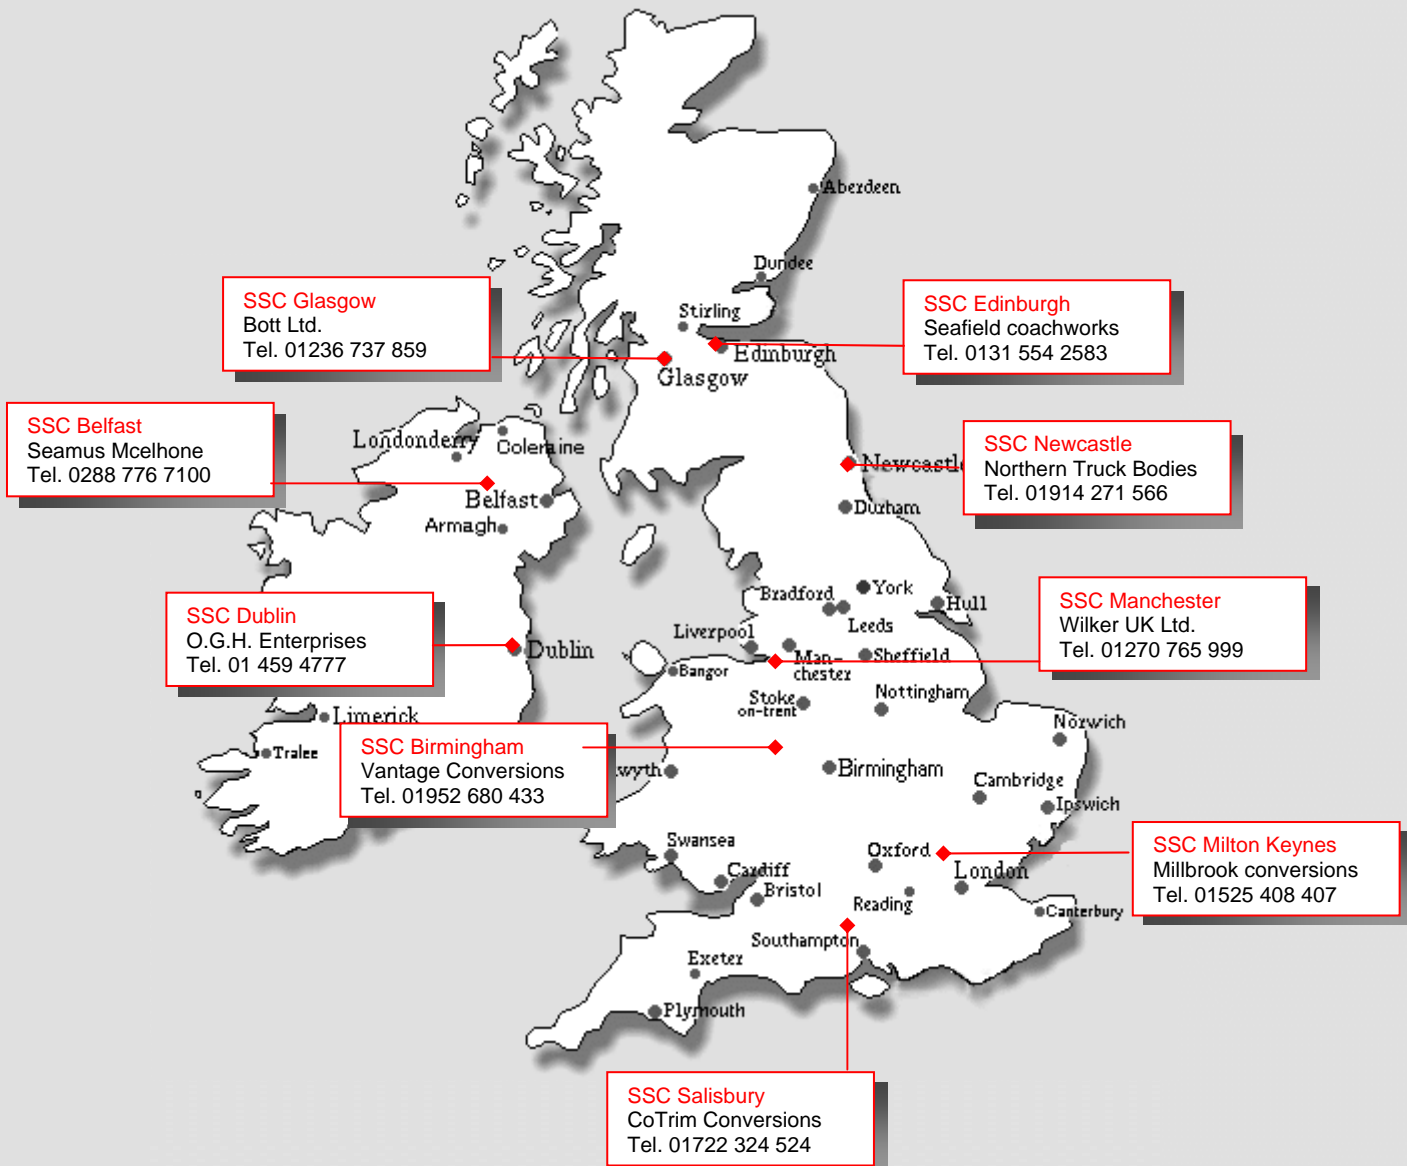 Aberdeen
Dundee
Stirling
SSC Glasgow
Bott Ltd.
Tel. 01236 737 859
SSC Edinburgh
Seafield coachworks
Tel. 0131 554 2583
Edinburgh
Glasgow
SSC Belfast
Seamus Mcelhone
Tel. 0288 776 7100
Londonderry
Coleraine
Belfast
Armagh
SSC Newcastle
Northern Truck Bodies
Tel. 01914 271 566
Newcastle
Durham
SSC Dublin
O.G.H. Enterprises
Tel. 01 459 4777
Dublin
York
Bradford
Leeds
Hull
SSC Manchester
Wilker UK Ltd.
Tel. 01270 765 999
Liverpool
Man-
chester
Sheffield
Bangor
Stoke
on-trent
Nottingham
Limerick
Tralee
SSC Birmingham
Vantage Conversions
Tel. 01952 680 433
wyth
Birmingham
Norwich
Cambridge
Ipswich
Swansea
Cardiff
Bristol
Oxford
London
Reading
Canterbury
SSC Milton Keynes
Millbrook conversions
Tel. 01525 408 407
Southampton
Exeter
Plymouth
SSC Salisbury
CoTrim Conversions
Tel. 01722 324 524